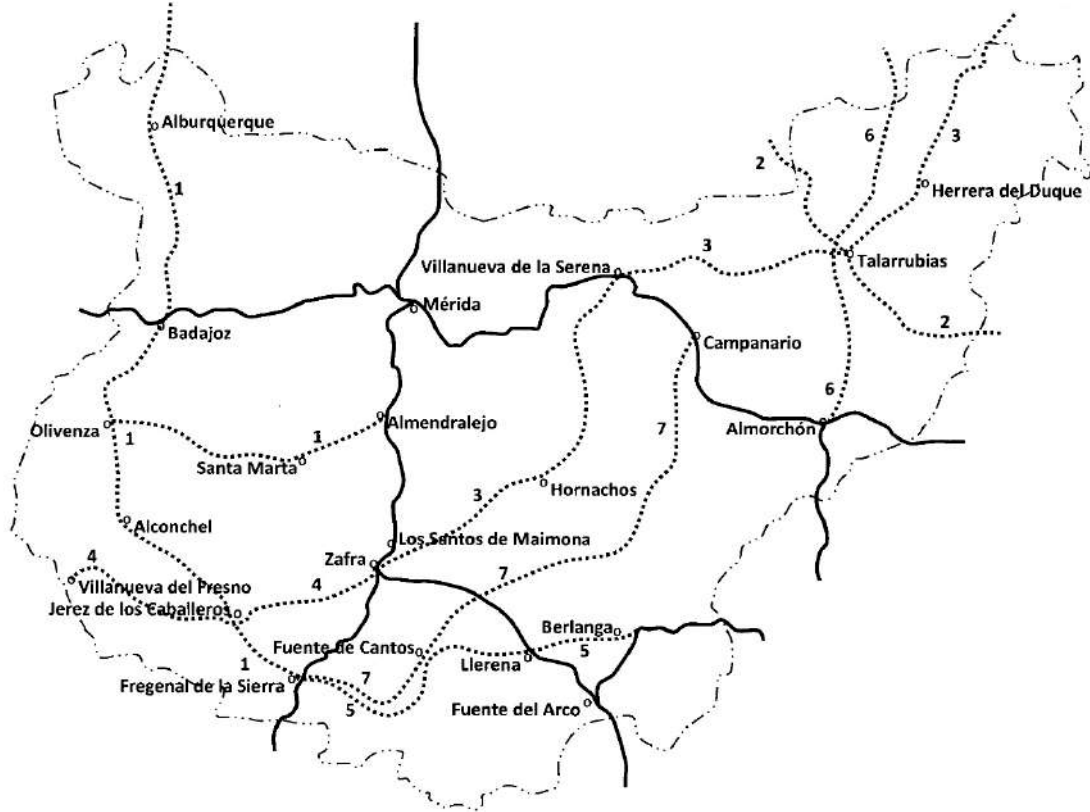 Alburquerque
1
6
3
2
Herrera del Duque
3
Villanueva de la Serena
Talarrubias
Mérida
Badajoz
2
Campanario
6
Olivenza
1
Almendralejo
1
7
Almorchón
Santa Marta
3
Hornachos
Alconchel
Los Santos de Maimona
4
Zafra
Villanueva del Fresno
4
7
Jerez de los Caballeros
Berlanga
Fuente de Cantos
5
1
Llerena
Fregenal de la Sierra
7
5
Fuente del Arco